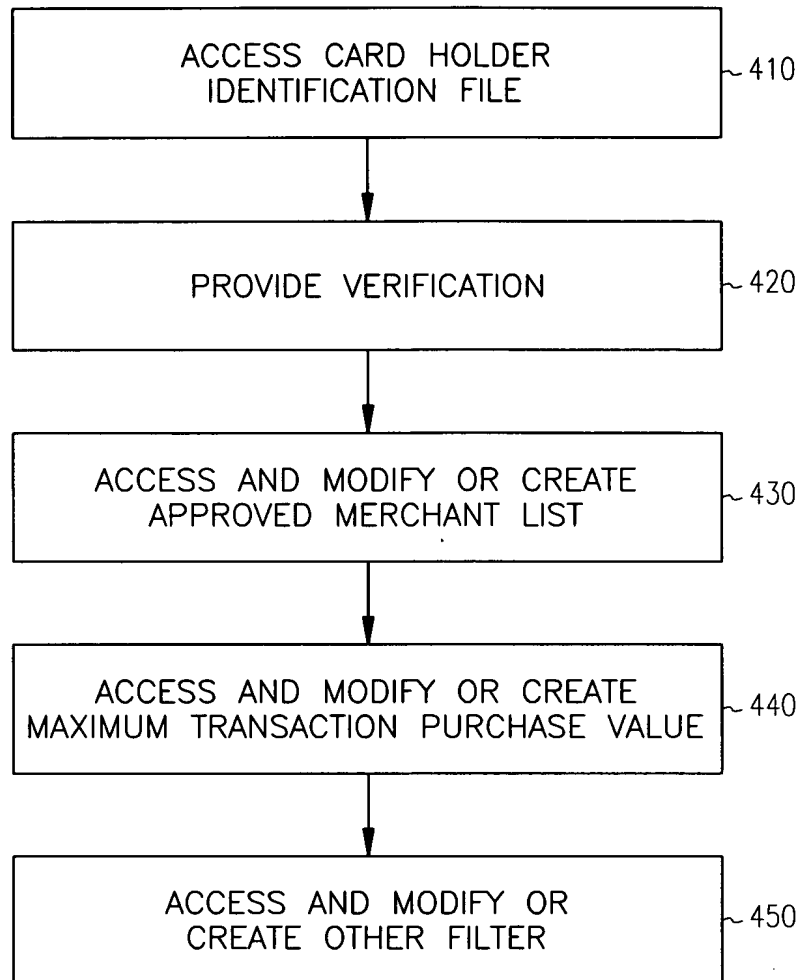 ACCESS CARD HOLDER
IDENTIFICATION FILE
410
PROVIDE VERIFICATION
420
ACCESS AND MODIFY OR CREATE
APPROVED MERCHANT LIST
430
ACCESS AND MODIFY OR CREATE
MAXIMUM TRANSACTION PURCHASE VALUE
440
ACCESS AND MODIFY OR
CREATE OTHER FILTER
450